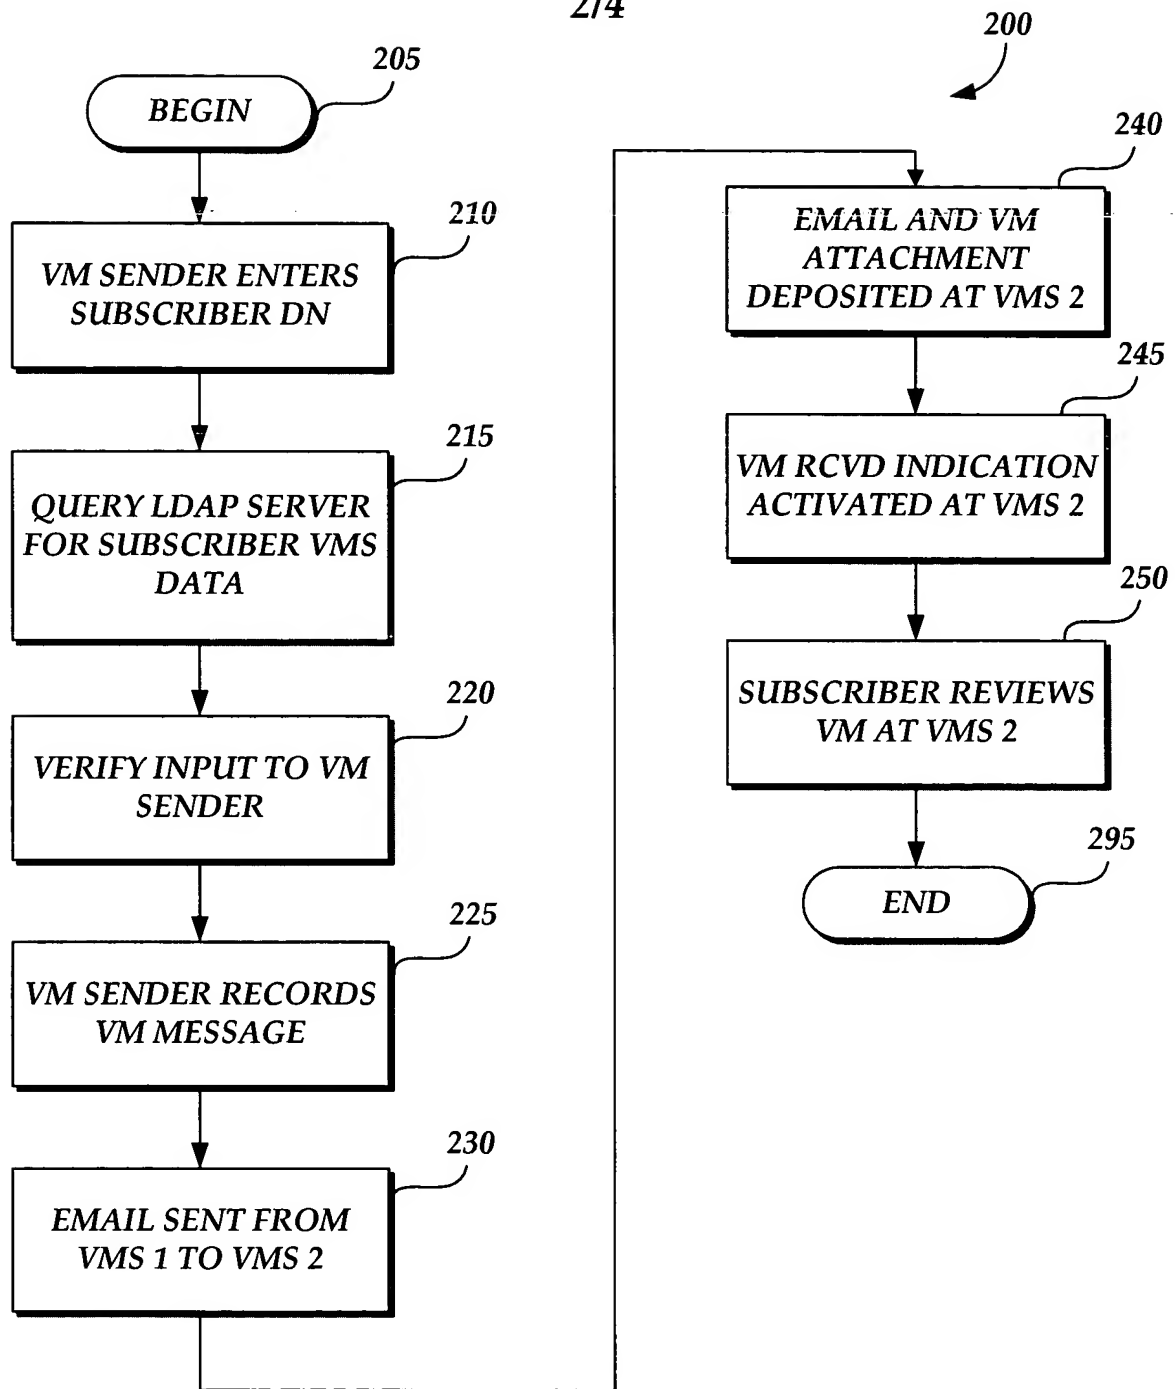 2/4
200
205
BEGIN
210
VM SENDER ENTERS
SUBSCRIBER DN
215
QUERY LDAP SERVER
FOR SUBSCRIBER VMS
DATA
220
VERIFY INPUT TO VM
SENDER
225
VM SENDER RECORDS
VM MESSAGE
230
EMAIL SENT FROM
VMS 1 TO VMS 2
240
EMAIL AND VM
ATTACHMENT
DEPOSITED AT VMS 2
245
VM RCVD INDICATION
ACTIVATED AT VMS 2
250
SUBSCRIBER REVIEWS
VM AT VMS 2
295
END